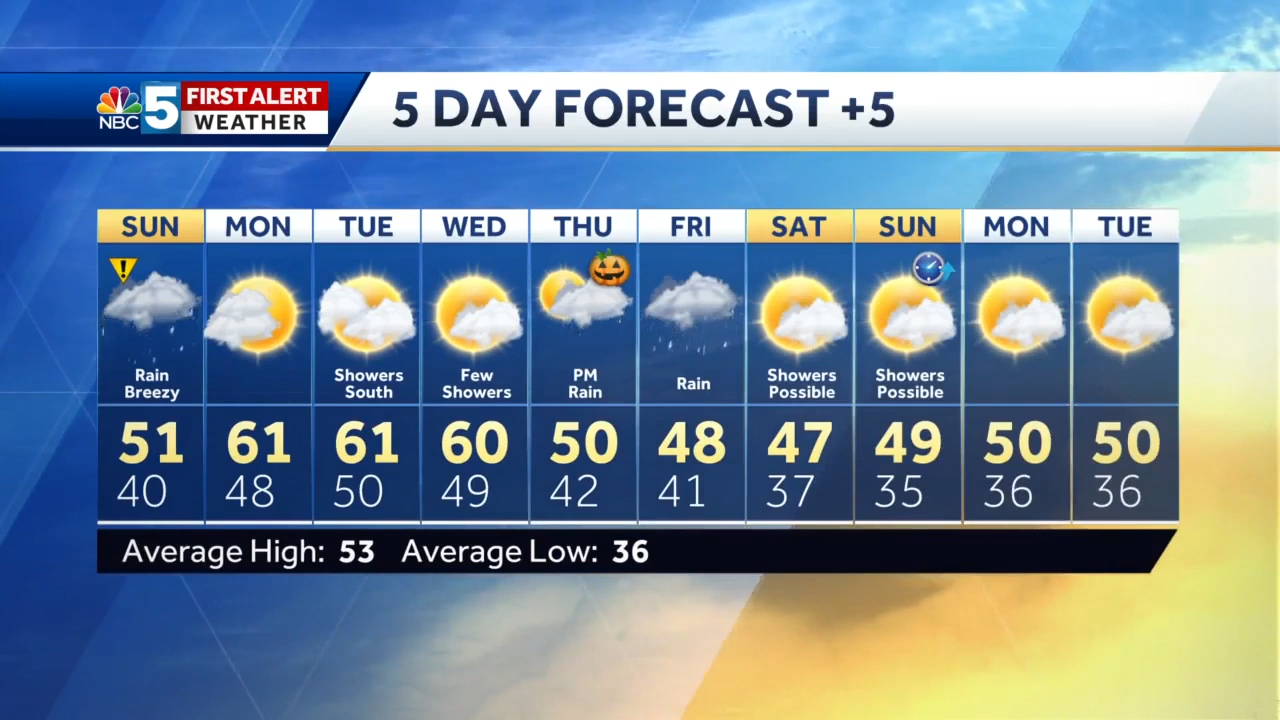 NBC 5 FIRST ALERT WEATHER
5 DAY FORECAST +5
SUN MON TUE WED THU FRI SAT SUN MON TUE
!
Rain Breezy
Showers South
Few Showers
PM Rain
Rain
Showers Possible
Showers Possible
51 61 61 60 50 48 47 49 50 50
40 48 50 49 42 41 37 35 36 36
Average High: 53 Average Low: 36